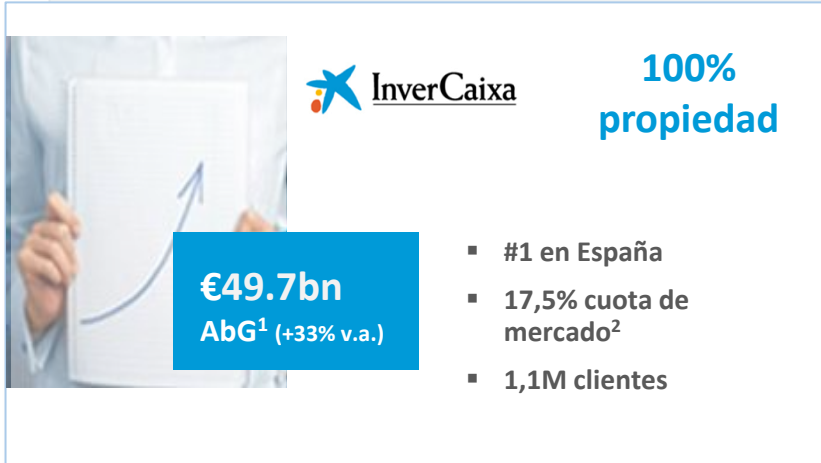 InverCaixa
100%
propiedad
€49.7bn
AbG¹ (+33% v.a.)
▪ #1 en España
▪ 17,5% cuota de
mercado²
▪ 1,1M clientes